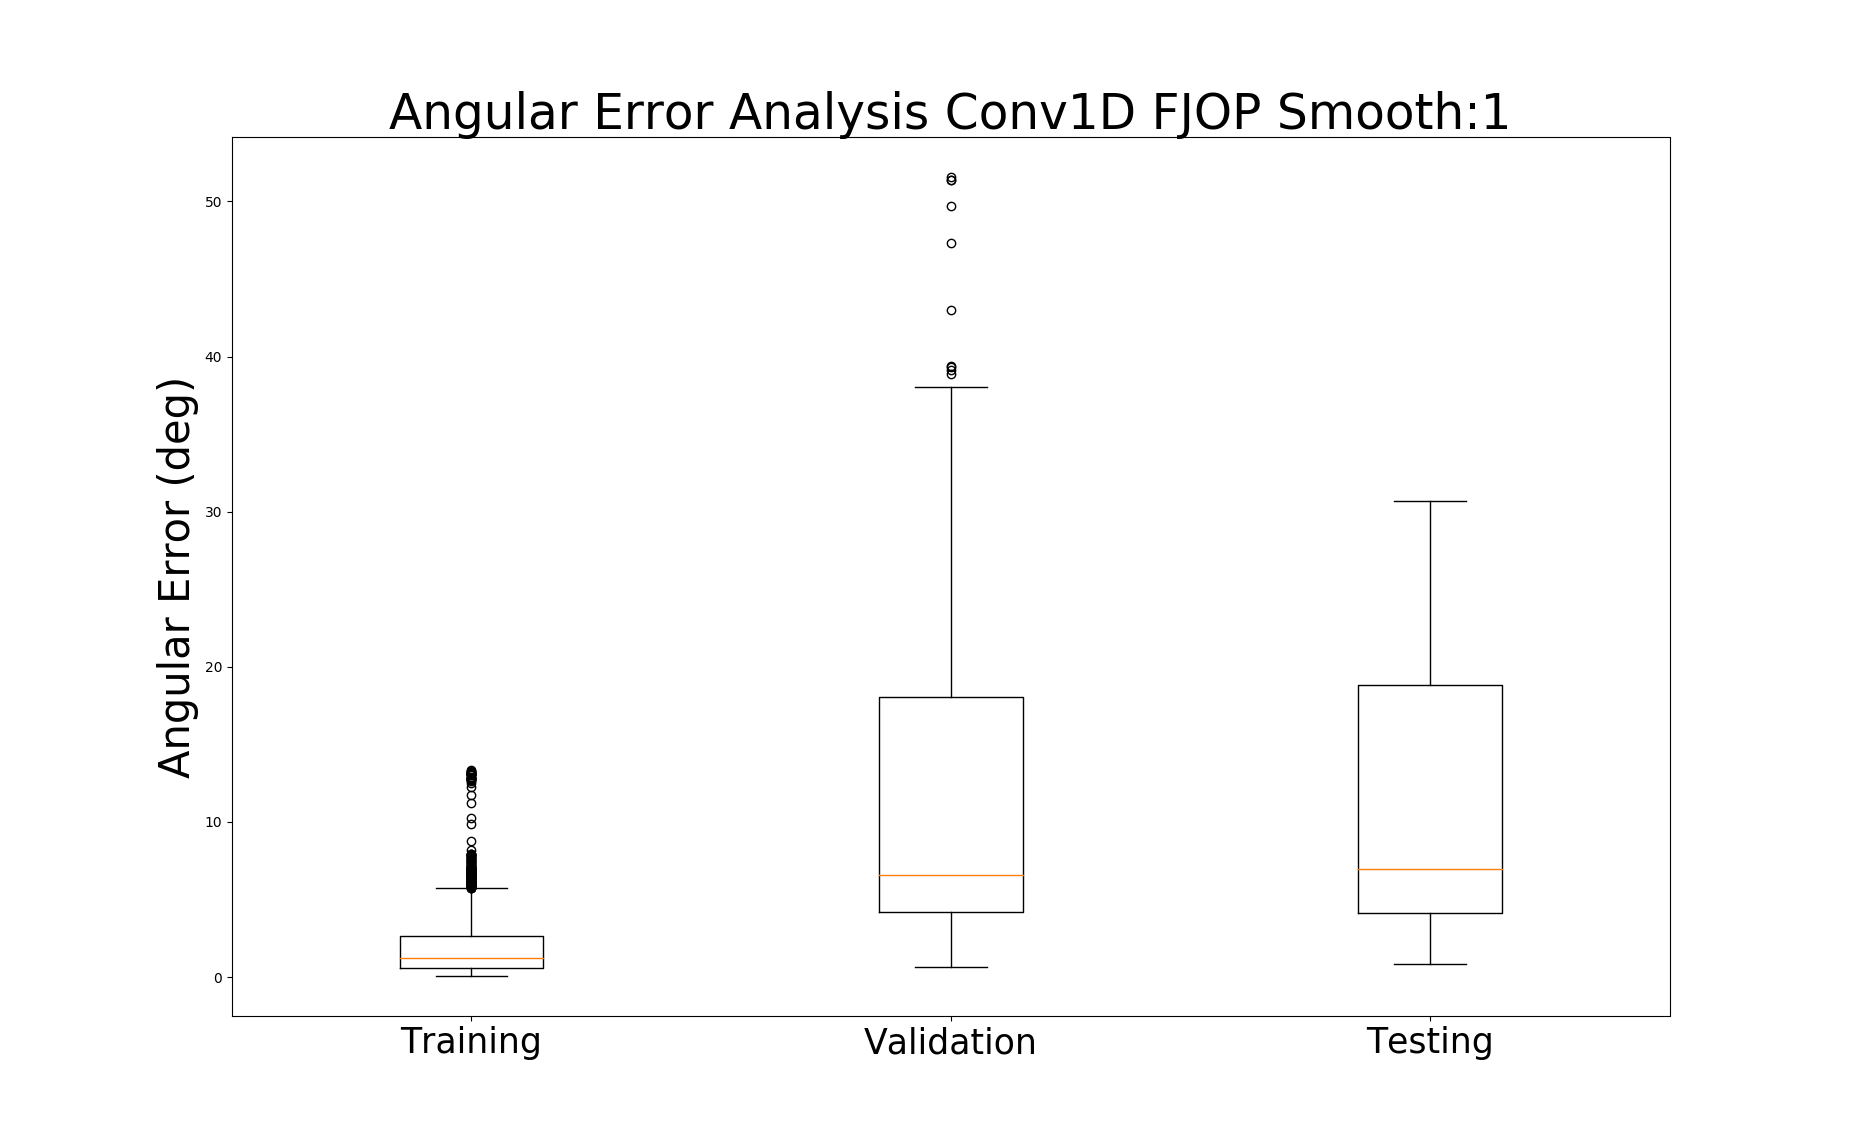 Angular Error Analysis Conv1D FJOP Smooth:1
Angular Error (deg)
50
40
30
20
10
0
Training
Validation
Testing